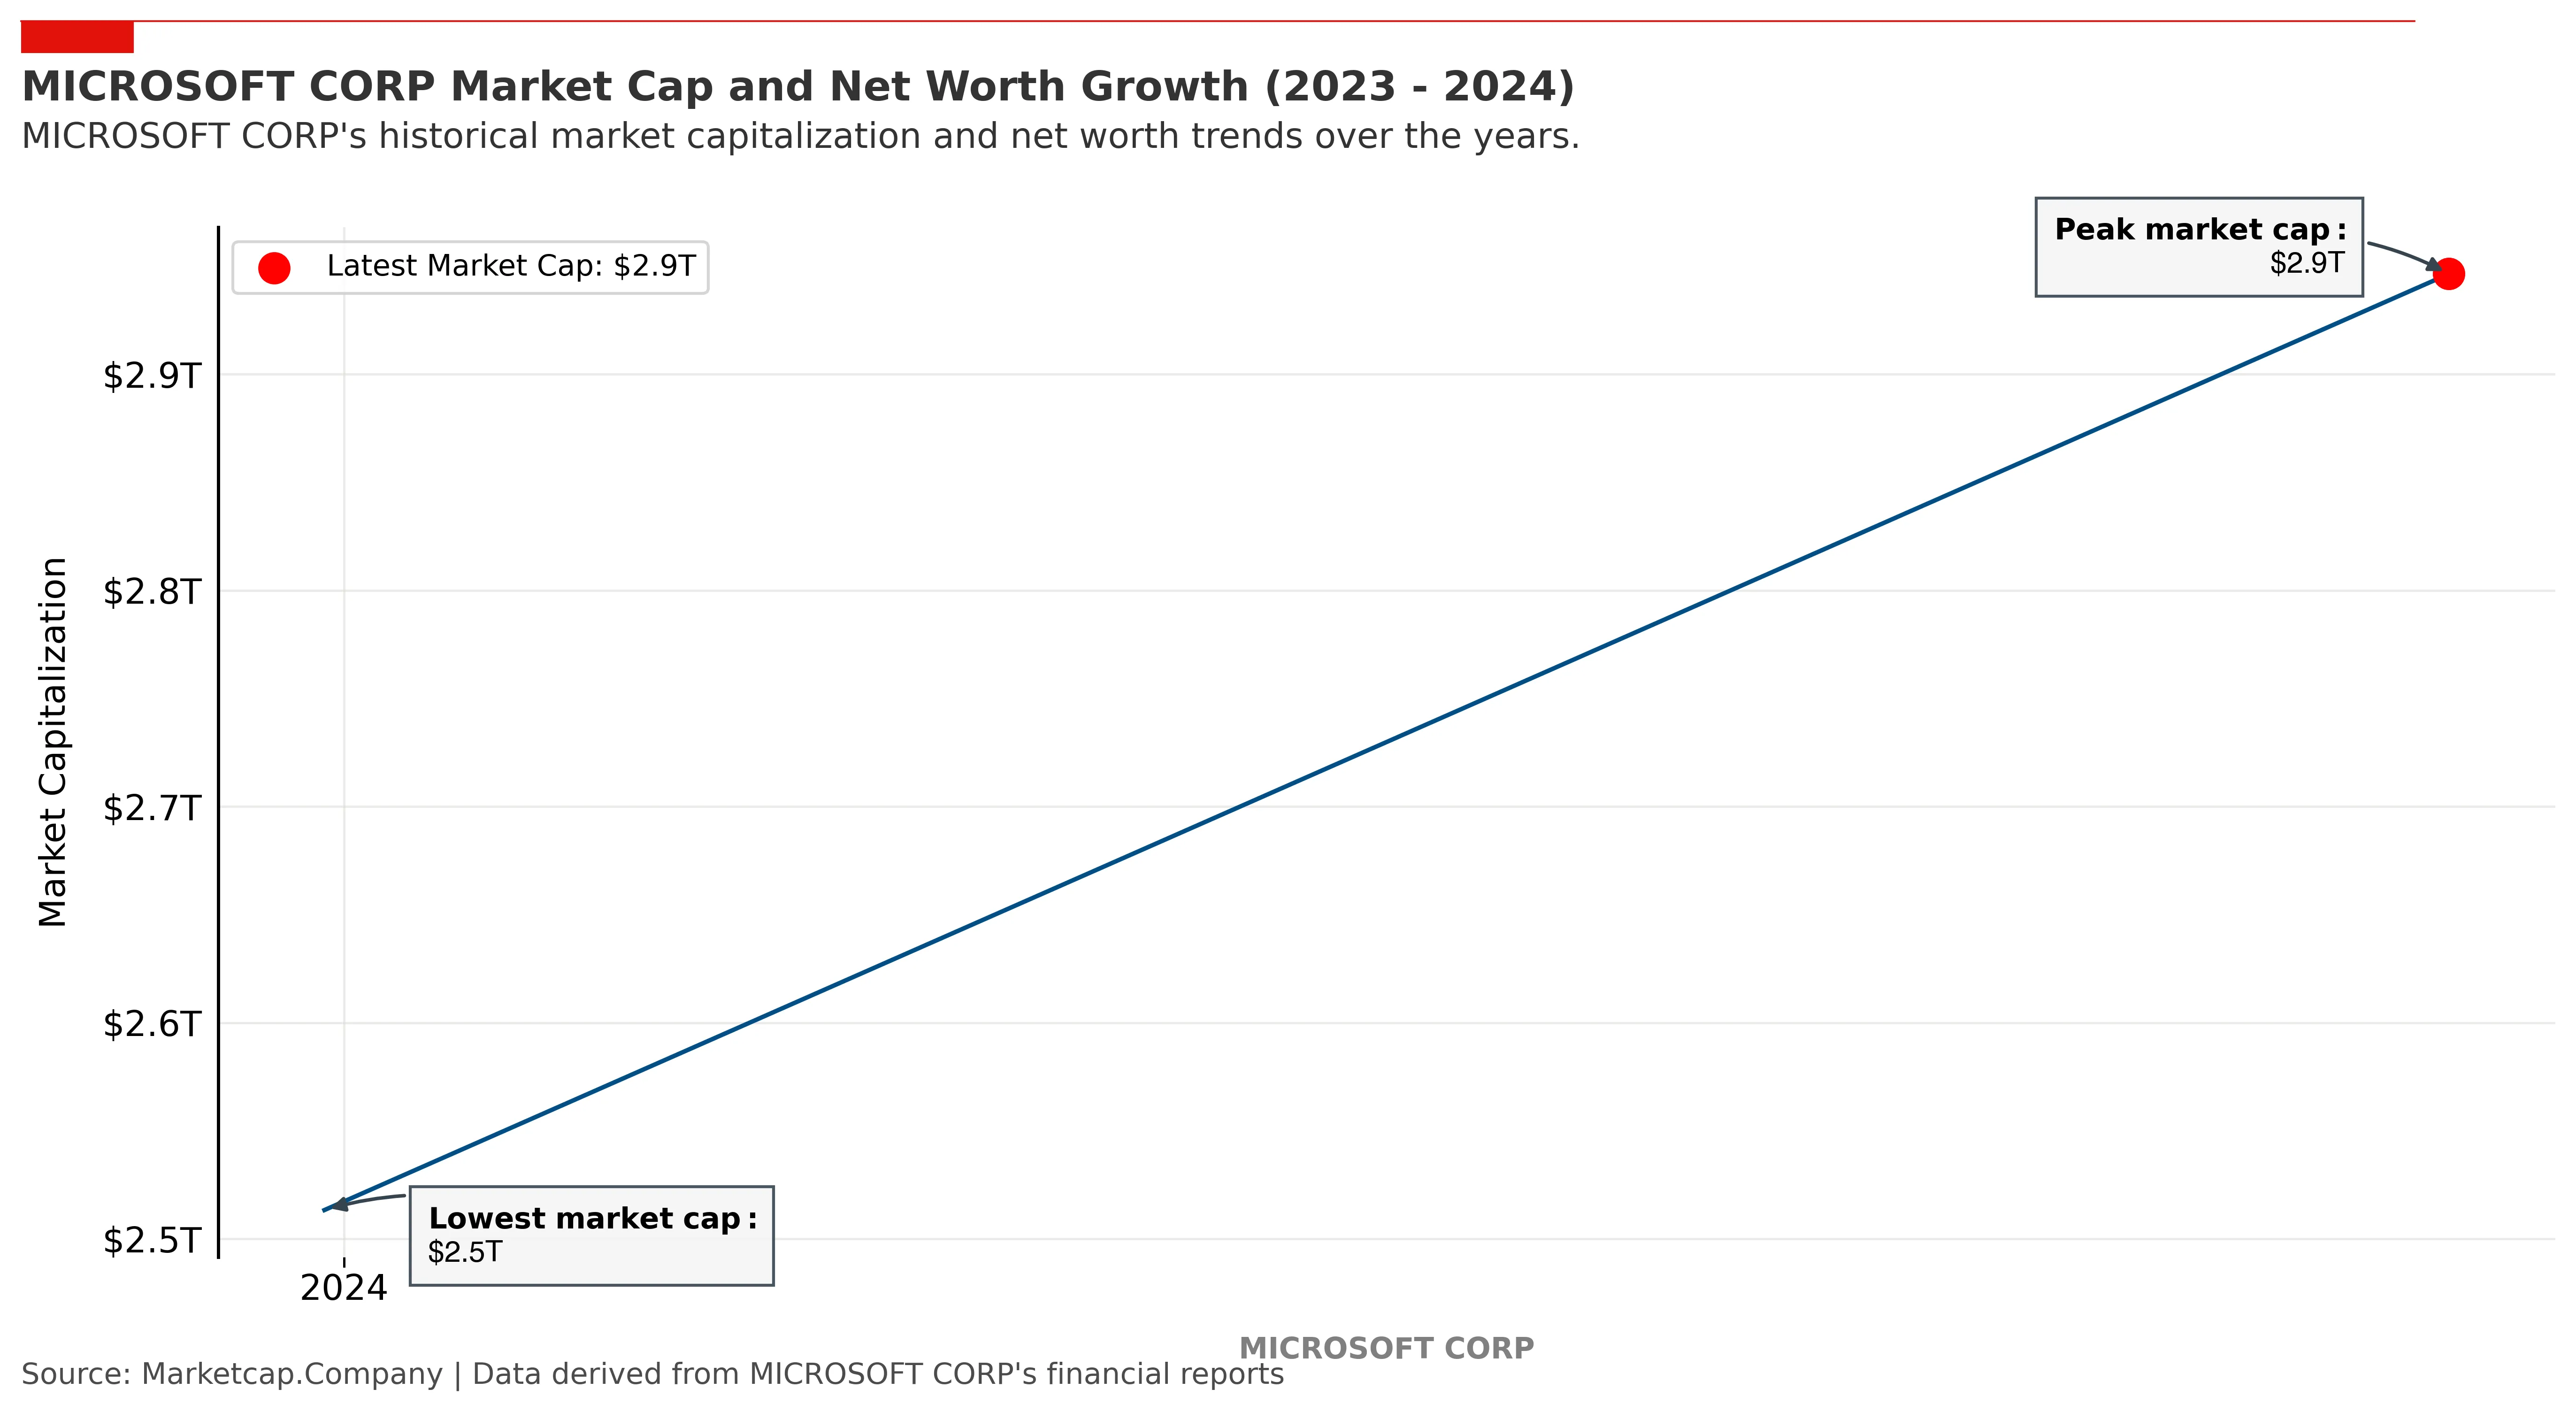 MICROSOFT CORP Market Cap and Net Worth Growth (2023 - 2024)
MICROSOFT CORP's historical market capitalization and net worth trends over the years.
Peak market cap:
$2.9T
Latest Market Cap: $2.9T
$2.9T
$2.8T
$2.7T
$2.6T
$2.5T
Market Capitalization
Lowest market cap:
$2.5T
2024
MICROSOFT CORP
Source: Marketcap.Company | Data derived from MICROSOFT CORP's financial reports